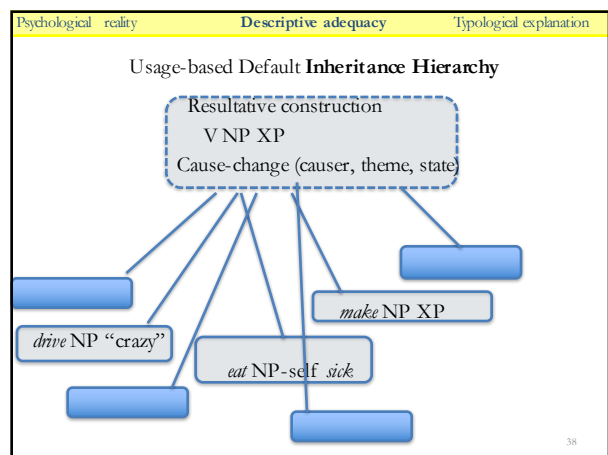 Psychological reality Descriptive adequacy Typological explanation
Usage-based Default Inheritance Hierarchy
Resultative construction
V NP XP
Cause-change (causer, theme, state)
make NP XP
drive NP “crazy”
eat NP-self sick
38